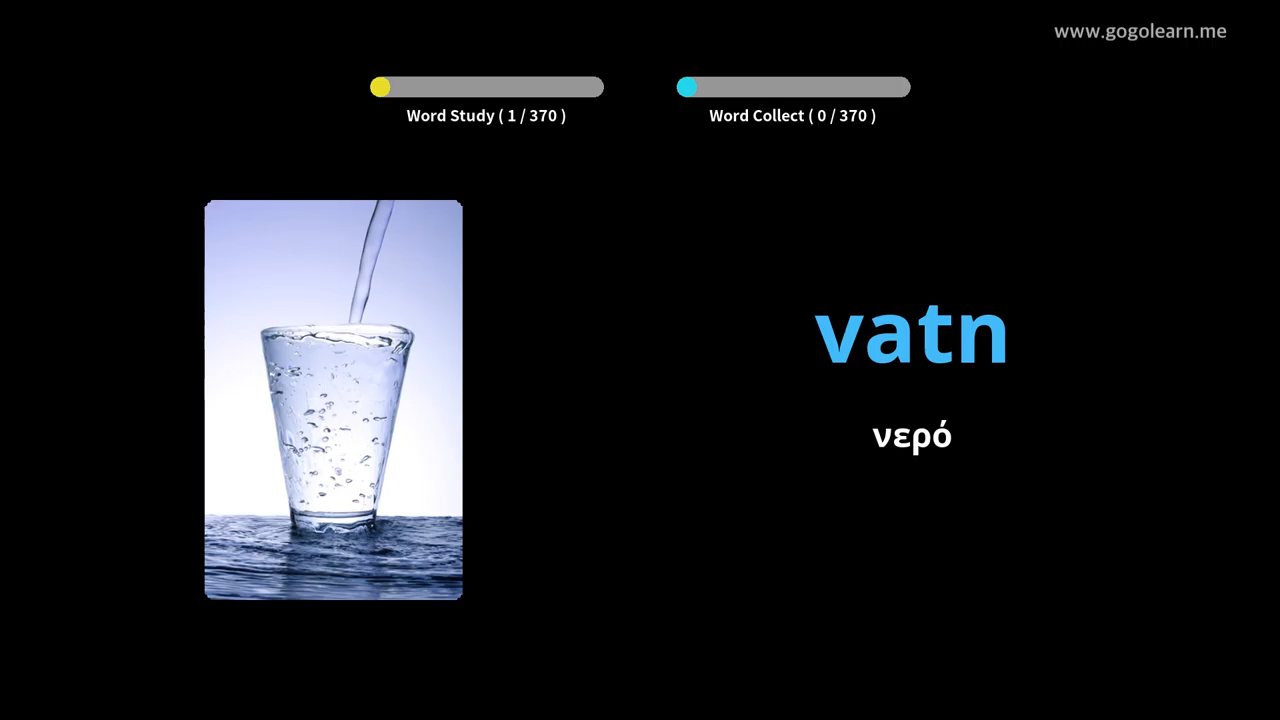 www.gogolearn.me
Word Study ( 1 / 370 )
Word Collect ( 0 / 370 )
vatn
νερό